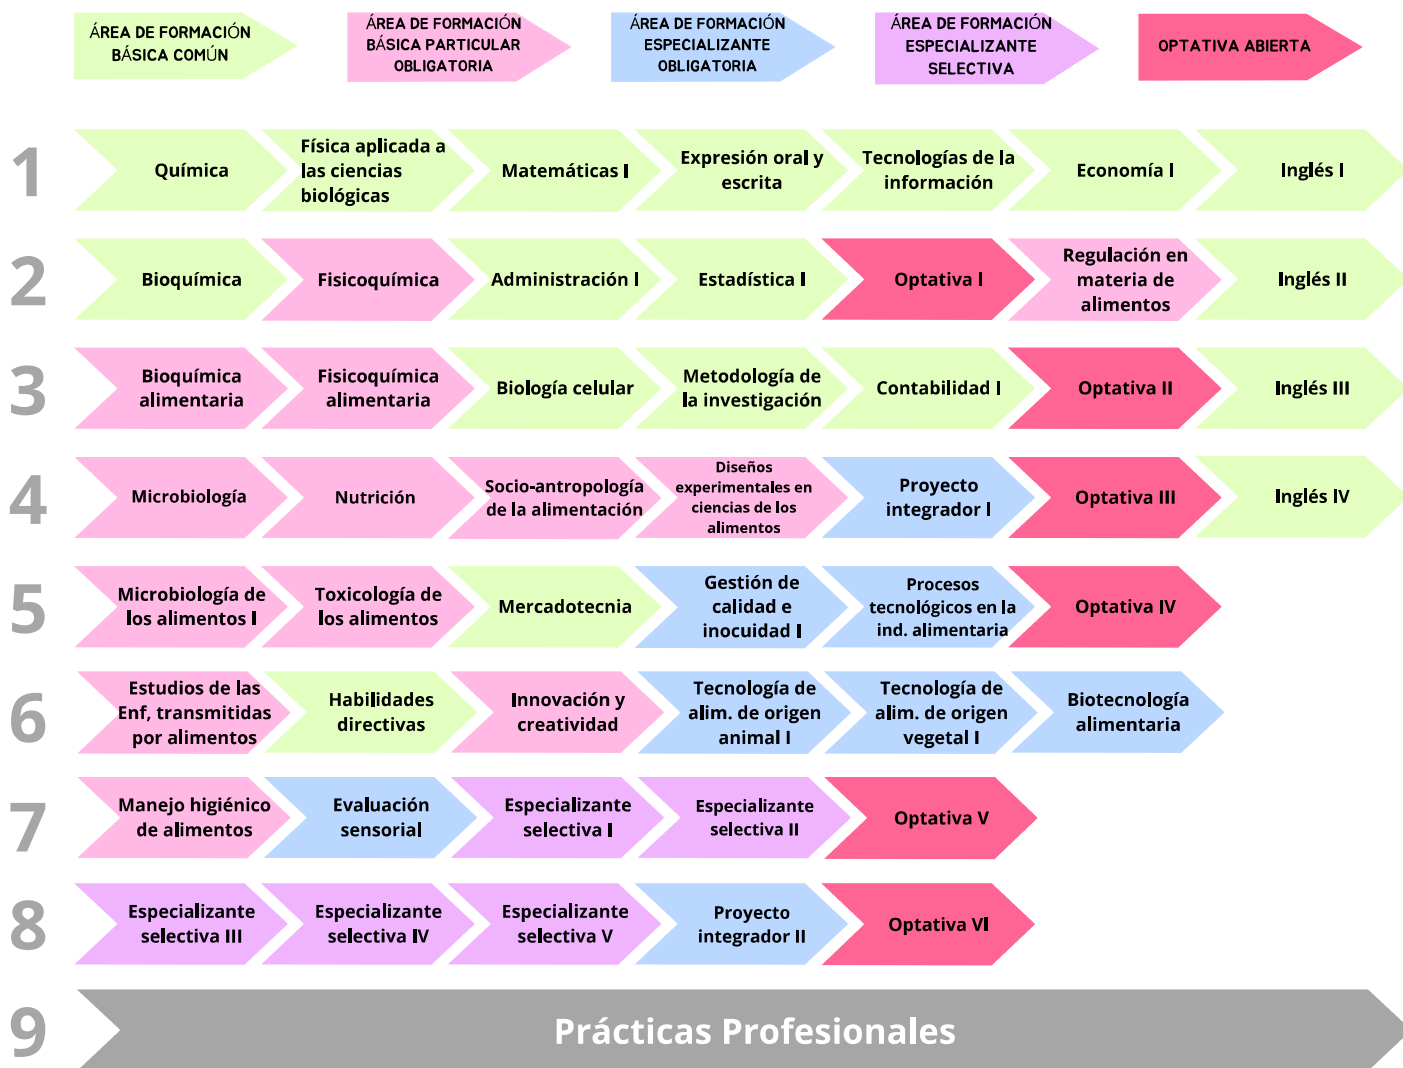 ÁREA DE FORMACIÓN
BÁSICA COMÚN
ÁREA DE FORMACIÓN
BÁSICA PARTICULAR
OBLIGATORIA
ÁREA DE FORMACIÓN
ESPECIALIZANTE
OBLIGATORIA
ÁREA DE FORMACIÓN
ESPECIALIZANTE
SELECTIVA
OPTATIVA ABIERTA
1
Química
Física aplicada a
las ciencias
biológicas
Matemáticas I
Expresión oral y
escrita
Tecnologías de la
información
Economía I
Inglés I
2
Bioquímica
Fisicoquímica
Administración I
Estadística I
Optativa I
Regulación en
materia de
alimentos
Inglés II
3
Bioquímica
alimentaria
Fisicoquímica
alimentaria
Biología celular
Metodología de
la investigación
Contabilidad I
Optativa II
Inglés III
4
Microbiología
Nutrición
Socio-antropología
de la alimentación
Diseños
experimentales en
ciencias de los
alimentos
Proyecto
integrador I
Optativa III
Inglés IV
5
Microbiología de
los alimentos I
Toxicología de
los alimentos
Mercadotecnia
Gestión de
calidad e
inocuidad I
Procesos
tecnológicos en la
ind. alimentaria
Optativa IV
6
Estudios de las
Enf, transmitidas
por alimentos
Habilidades
directivas
Innovación y
creatividad
Tecnología de
alim. de origen
animal I
Tecnología de
alim. de origen
vegetal I
Biotecnología
alimentaria
7
Manejo higiénico
de alimentos
Evaluación
sensorial
Especializante
selectiva I
Especializante
selectiva II
Optativa V
8
Especializante
selectiva III
Especializante
selectiva IV
Especializante
selectiva V
Proyecto
integrador II
Optativa VI
9
Prácticas Profesionales